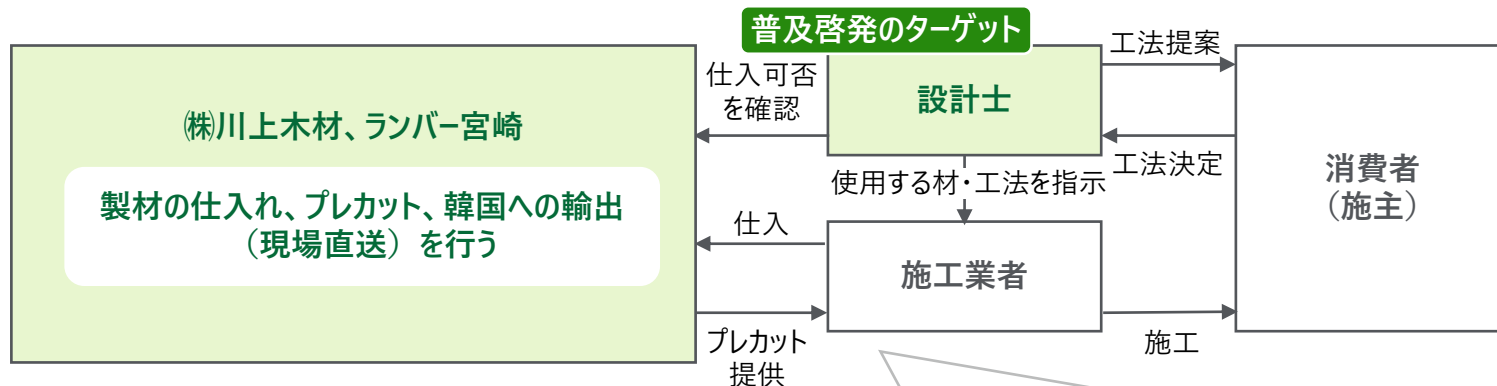 普及啓発のターゲット
㈱川上木材、ランバー宮崎
製材の仕入れ、プレカット、韓国への輸出
（現場直送）を行う
仕入可否
を確認
設計士
工法提案
工法決定
使用する材・工法を指示
仕入
施工業者
プレカット
提供
施工
消費者
（施主）